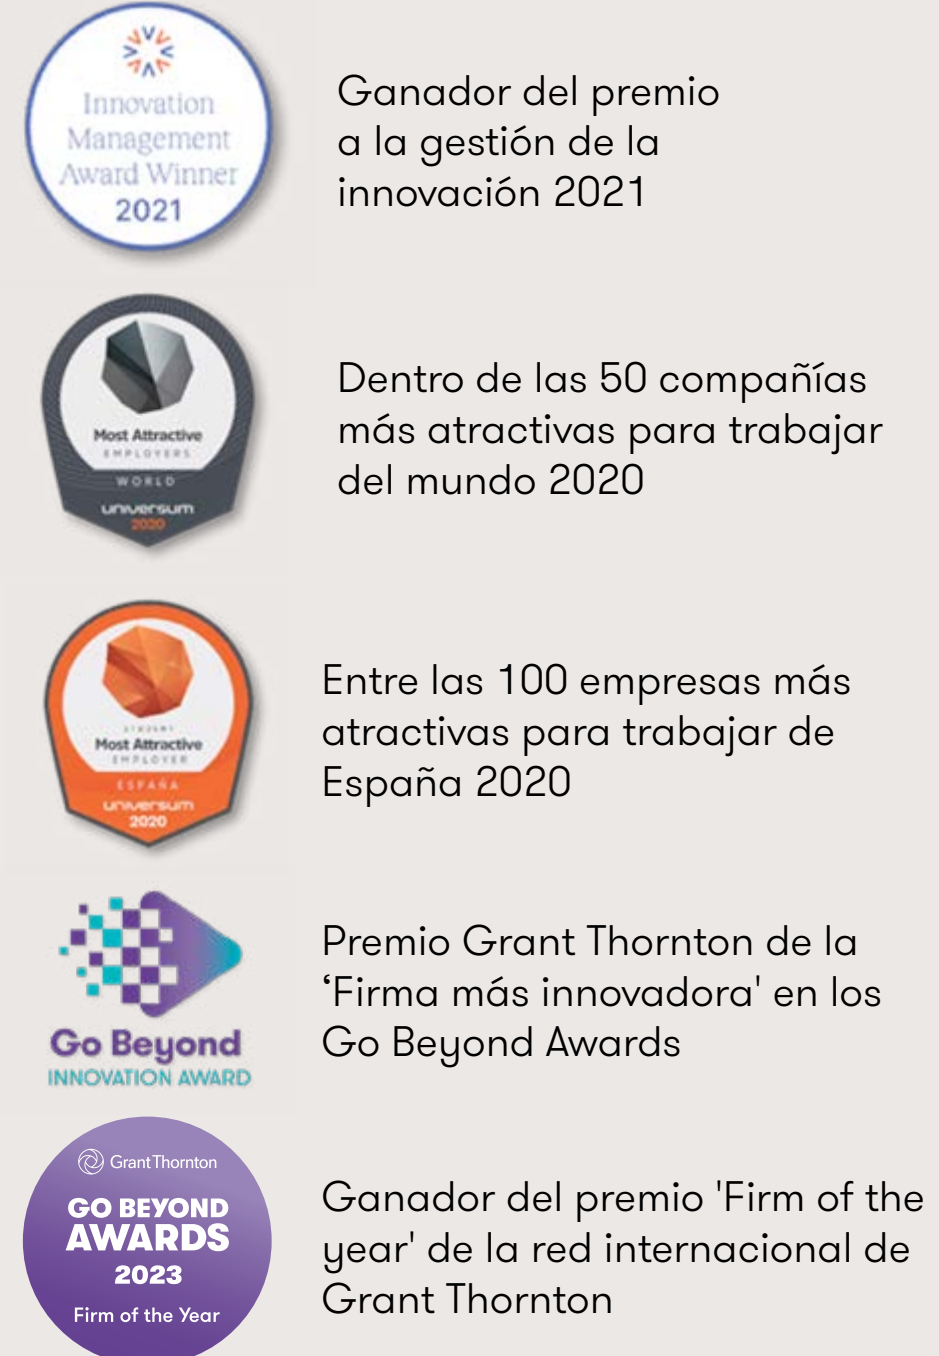 Innovation
Management
Award Winner
2021
Ganador del premio
a la gestión de la
innovación 2021
Most Attractive
EMPLOYERS
WORLD
universum
2020
Dentro de las 50 compañías
más atractivas para trabajar
del mundo 2020
STUDENT
Most Attractive
EMPLOYER
ESPAÑA
universum
2020
Entre las 100 empresas más
atractivas para trabajar de
España 2020
Go Beyond
INNOVATION AWARD
Premio Grant Thornton de la
‘Firma más innovadora' en los
Go Beyond Awards
Grant Thornton
GO BEYOND
AWARDS
2023
Firm of the Year
Ganador del premio 'Firm of the
year' de la red internacional de
Grant Thornton